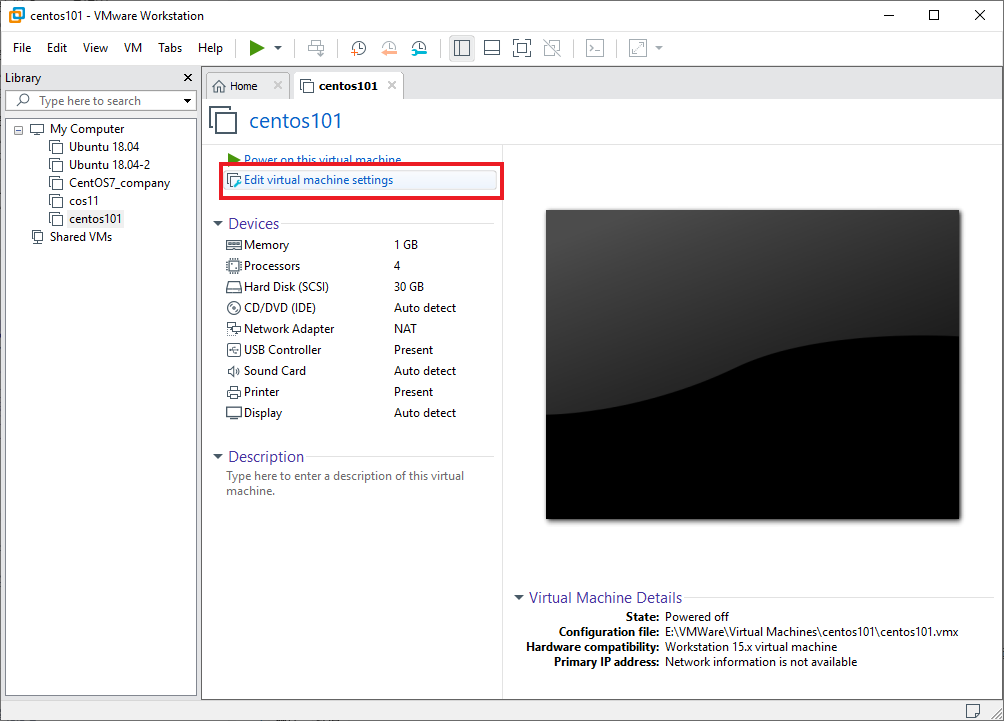 centos101 - VMware Workstation
File Edit View VM Tabs Help
Library
Type here to search
My Computer
Ubuntu 18.04
Ubuntu 18.04-2
CentOS7_company
cos11
centos101
Shared VMs
Home
centos101
centos101
Power on this virtual machine
Edit virtual machine settings
Devices
Memory 1 GB
Processors 4
Hard Disk (SCSI) 30 GB
CD/DVD (IDE) Auto detect
Network Adapter NAT
USB Controller Present
Sound Card Auto detect
Printer Present
Display Auto detect
Description
Type here to enter a description of this virtual
machine.
Virtual Machine Details
State: Powered off
Configuration file: E:\VMWare\Virtual Machines\centos101\centos101.vmx
Hardware compatibility: Workstation 15.x virtual machine
Primary IP address: Network information is not available